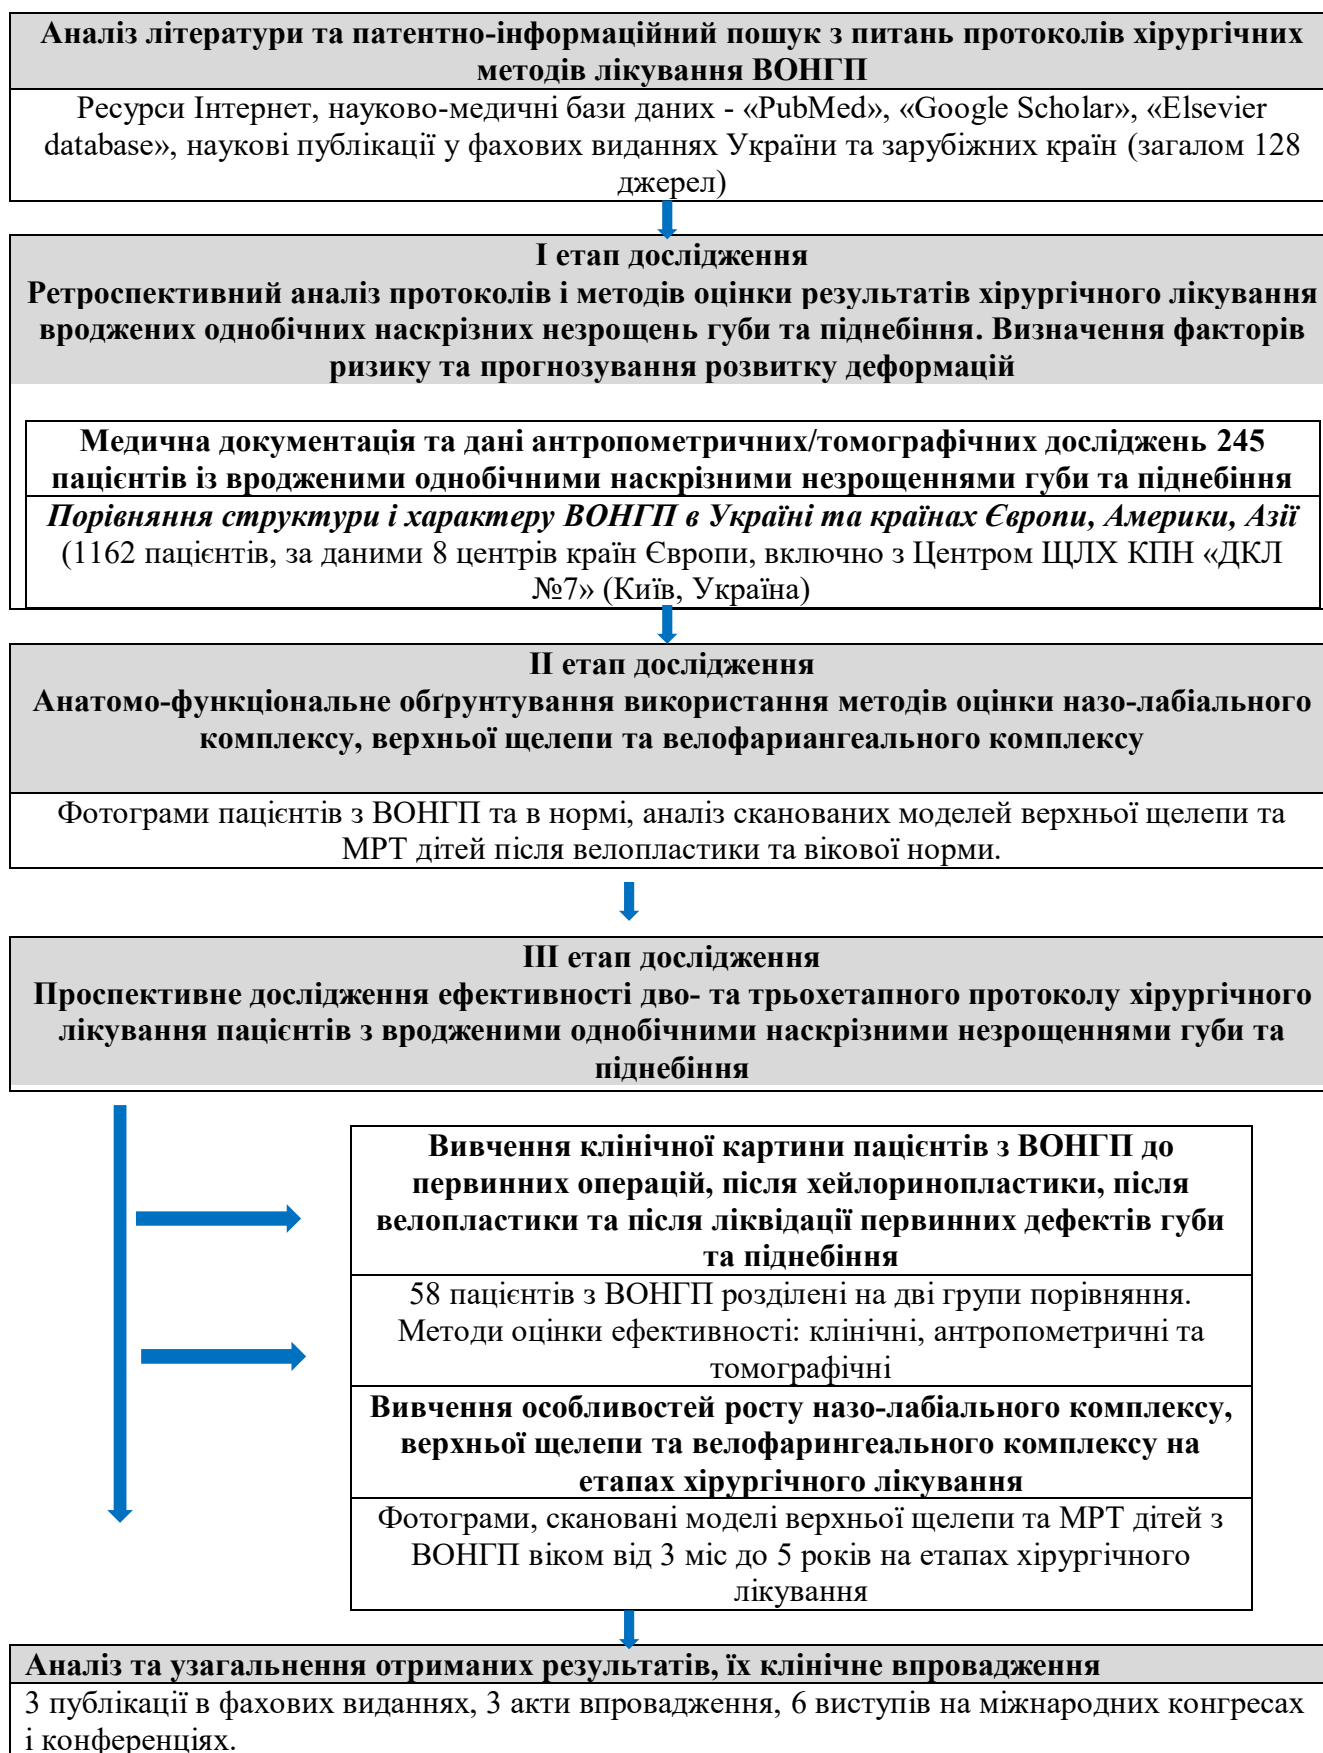 Аналіз літератури та патентно-інформаційний пошук з питань протоколів хірургічних
методів лікування ВОНГП
Ресурси Інтернет, науково-медичні бази даних - «PubMed», «Google Scholar», «Elsevier
database», наукові публікації у фахових виданнях України та зарубіжних країн (загалом 128
джерел)
І етап дослідження
Ретроспективний аналіз протоколів і методів оцінки результатів хірургічного лікування
вроджених однобічних наскрізних незрощень губи та піднебіння. Визначення факторів
ризику та прогнозування розвитку деформацій
Медична документація та дані антропометричних/томографічних досліджень 245
пацієнтів із вродженими однобічними наскрізними незрощеннями губи та піднебіння
Порівняння структури і характеру ВОНГП в Україні та країнах Європи, Америки, Азії
(1162 пацієнтів, за даними 8 центрів країн Європи, включно з Центром ЩЛХ КПН «ДКЛ
№7» (Київ, Україна)
ІІ етап дослідження
Анатомо-функціональне обґрунтування використання методів оцінки назо-лабіального
комплексу, верхньої щелепи та велофариангеального комплексу
Фотограми пацієнтів з ВОНГП та в нормі, аналіз сканованих моделей верхньої щелепи та
МРТ дітей після велопластики та вікової норми.
ІІІ етап дослідження
Проспективне дослідження ефективності дво- та трьохетапного протоколу хірургічного
лікування пацієнтів з вродженими однобічними наскрізними незрощеннями губи та
піднебіння
Вивчення клінічної картини пацієнтів з ВОНГП до
первинних операцій, після хейлоринопластики, після
велопластики та після ліквідації первинних дефектів губи
та піднебіння
58 пацієнтів з ВОНГП розділені на дві групи порівняння.
Методи оцінки ефективності: клінічні, антропометричні та
томографічні
Вивчення особливостей росту назо-лабіального комплексу,
верхньої щелепи та велофарингеального комплексу на
етапах хірургічного лікування
Фотограми, скановані моделі верхньої щелепи та МРТ дітей з
ВОНГП віком від 3 міс до 5 років на етапах хірургічного
лікування
Аналіз та узагальнення отриманих результатів, їх клінічне впровадження
3 публікації в фахових виданнях, 3 акти впровадження, 6 виступів на міжнародних конгресах
і конференціях.